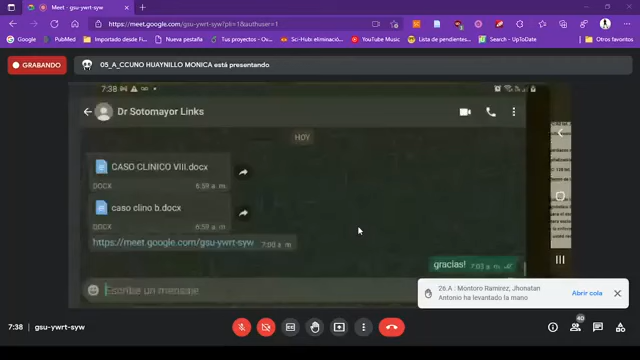 Meet - gsu-ywrt-syw
https://meet.google.com/gsu-ywrt-syw?pli=1&authuser=1
Google
PubMed
Importado desde Fi...
Nueva pestaña
Tus proyectos - Ov...
Sci-Hub: eliminació...
YouTube Music
Lista de pendientes...
Search - UpToDate
Otros favoritos
GRABANDO
05_A_CCUNO HUAYNILLO MONICA está presentando
7:38
Dr Sotomayor Links
HOY
CASO CLINICO VIII.docx
DOCX
6:59 a. m.
caso clino b.docx
DOCX
6:59 a. m.
https://meet.google.com/gsu-ywrt-syw
7:00 a. m.
gracias!
7:03 a. m.
Escribe un mensaje
26.A : Montoro Ramirez, Jhonatan
Antonio ha levantado la mano
Abrir cola
7:38
gsu-ywrt-syw
40